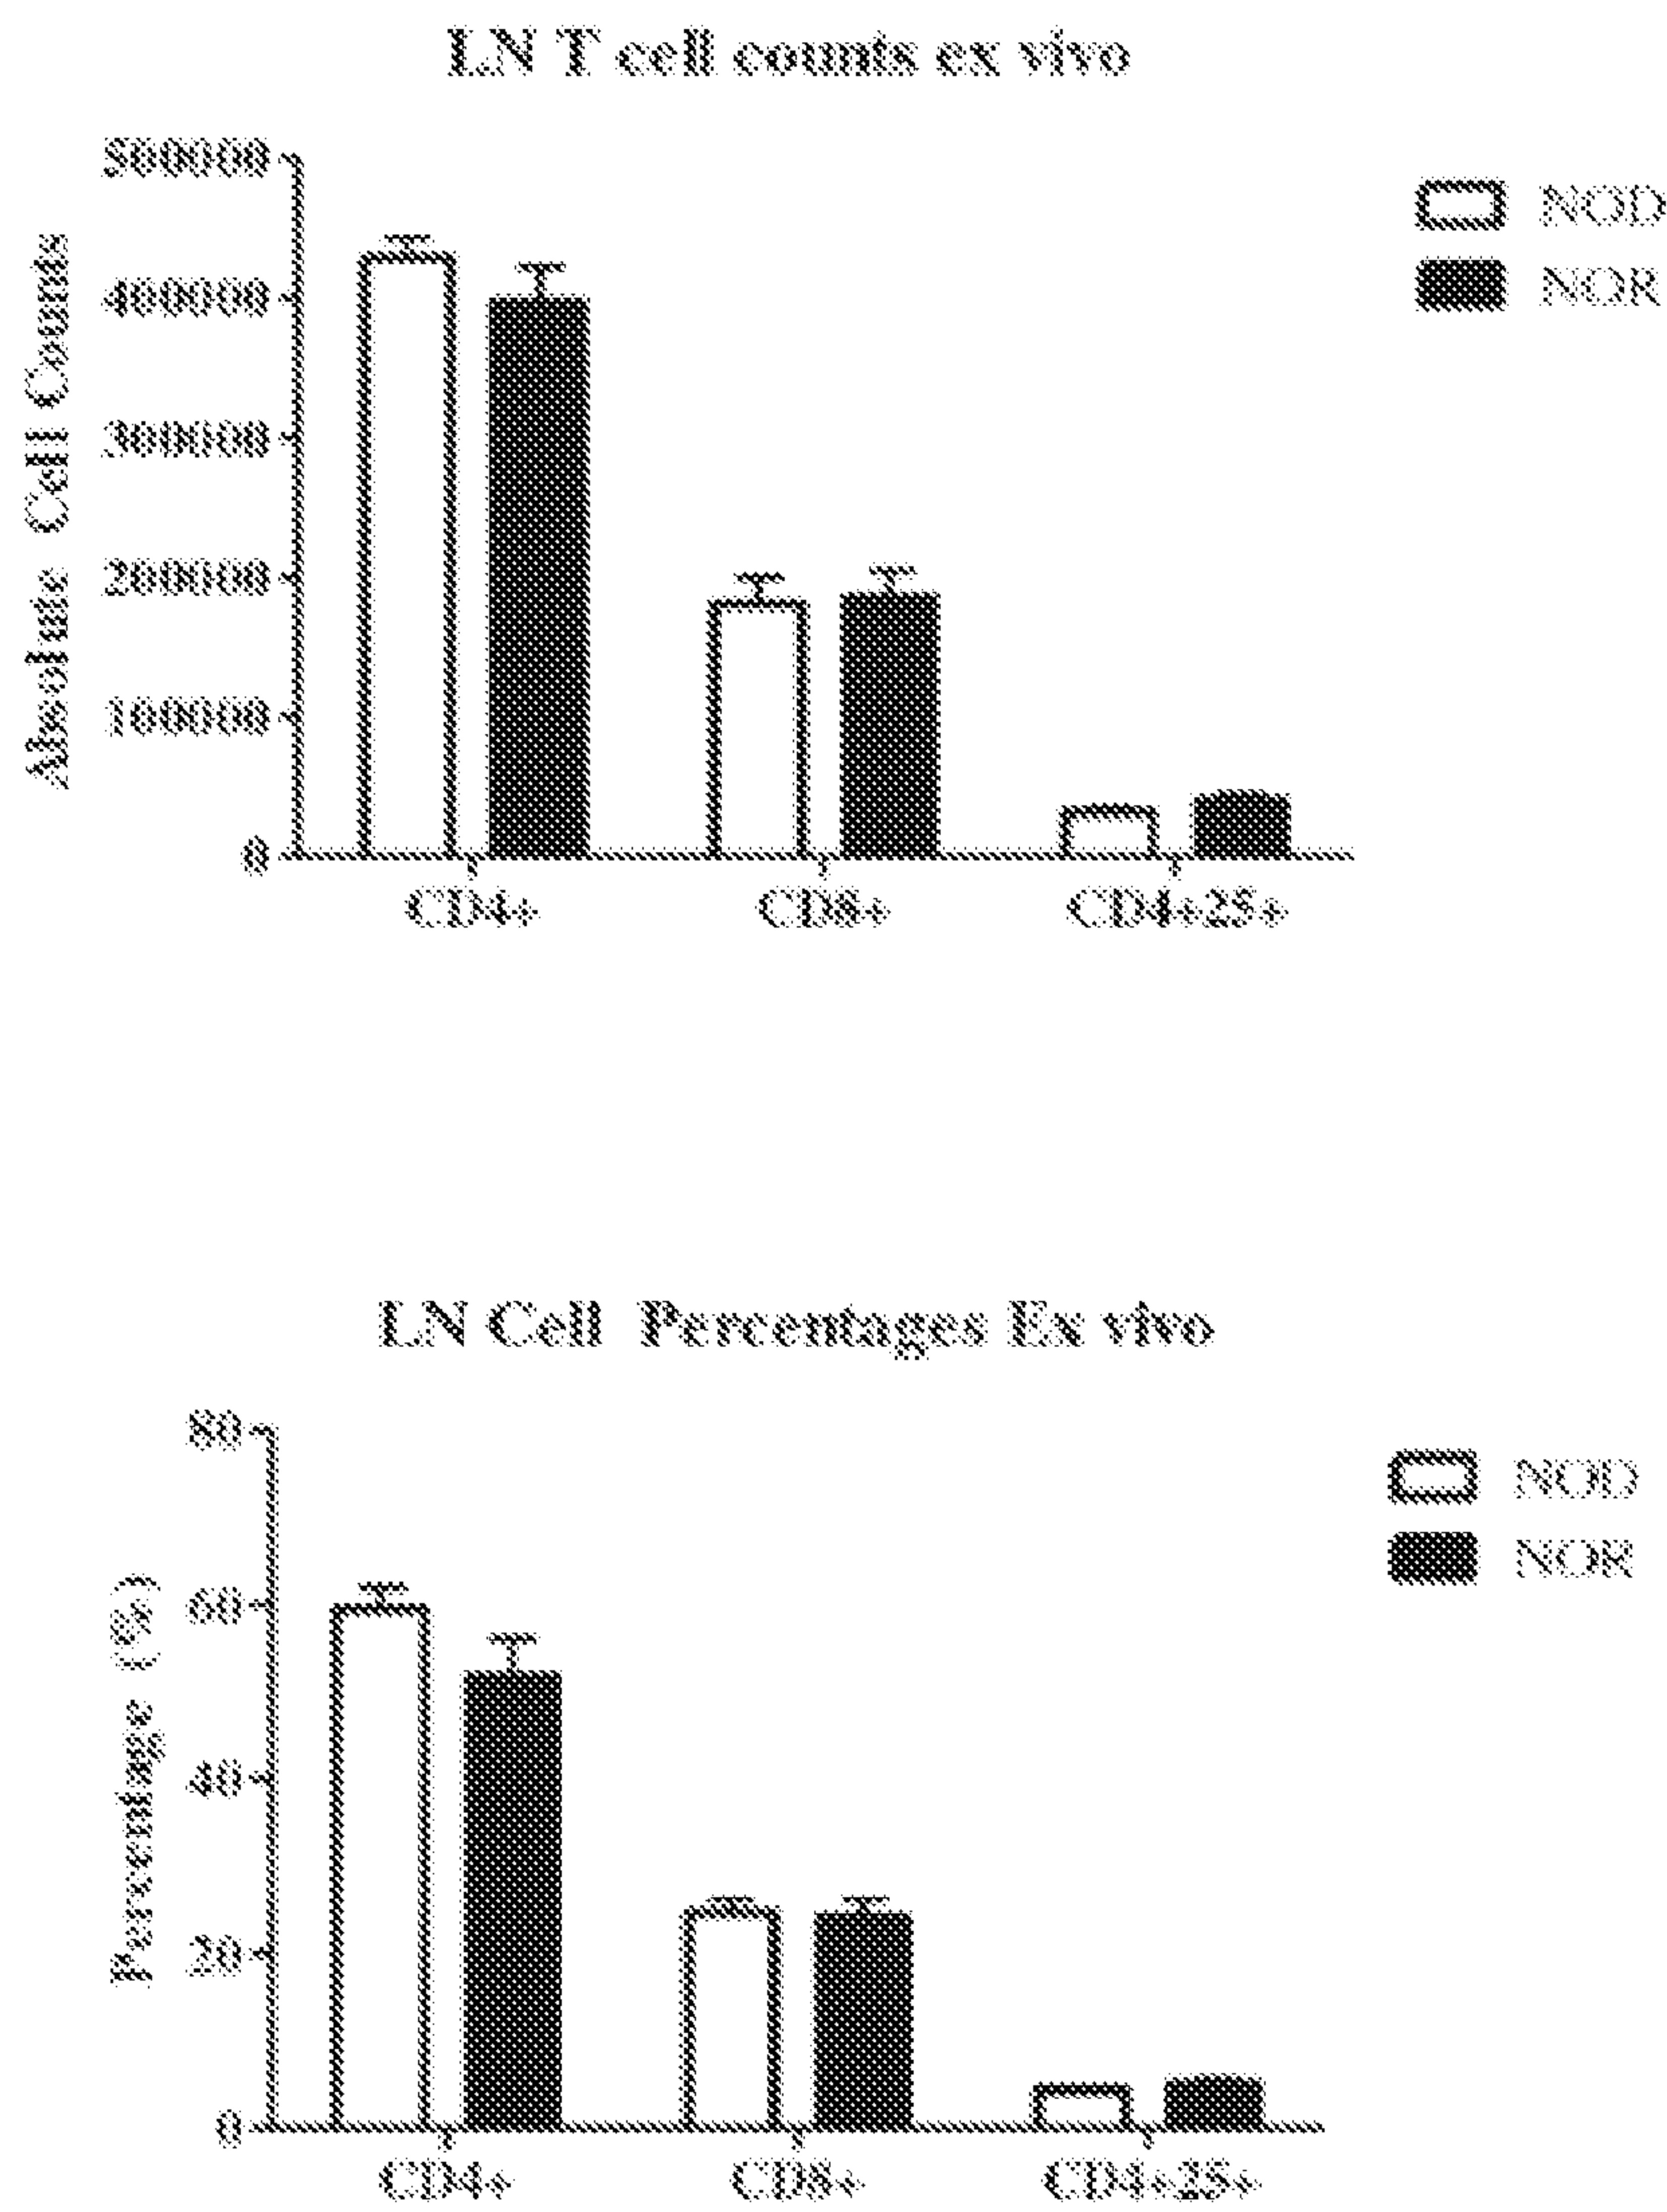 LN T cell counts ex vivo
Absolute Cell Counts
500000
400000
300000
200000
100000
0
CD4+
CD8+
CD4+25+
NOD
NOR
LN Cell Percentages Ex vivo
Percentage (%)
80
60
40
20
0
CD4+
CD8+
CD4+25+
NOD
NOR